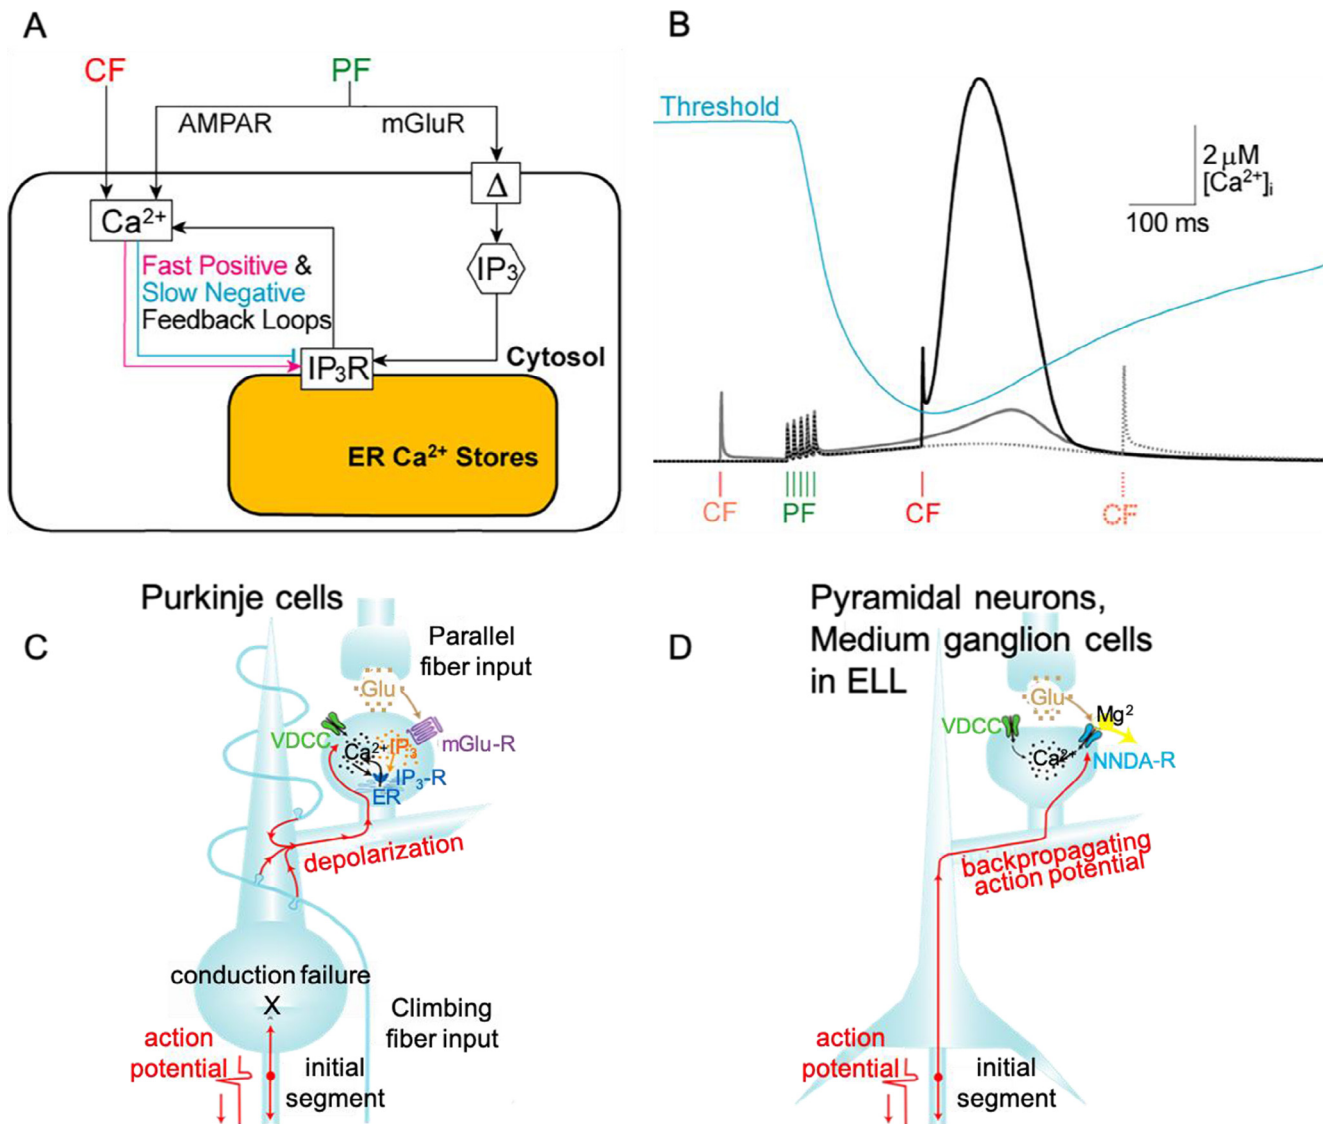 A
CF
PF
AMPAR
mGluR
Δ
Ca²⁺
IP₃
Fast Positive &
Slow Negative
Feedback Loops
Cytosol
IP₃R
ER Ca²⁺ Stores
B
Threshold
2 μM
[Ca²⁺]ᵢ
100 ms
CF
PF
CF
CF
C
Purkinje cells
Parallel
fiber input
Glu
VDCC
Ca²⁺
IP₃
mGlu-R
IP₃-R
ER
depolarization
conduction failure
X
Climbing
fiber input
action
potential
initial
segment
D
Pyramidal neurons,
Medium ganglion cells
in ELL
Glu
VDCC
Mg²
Ca²⁺
NNDA-R
backpropagating
action potential
action
potential
initial
segment